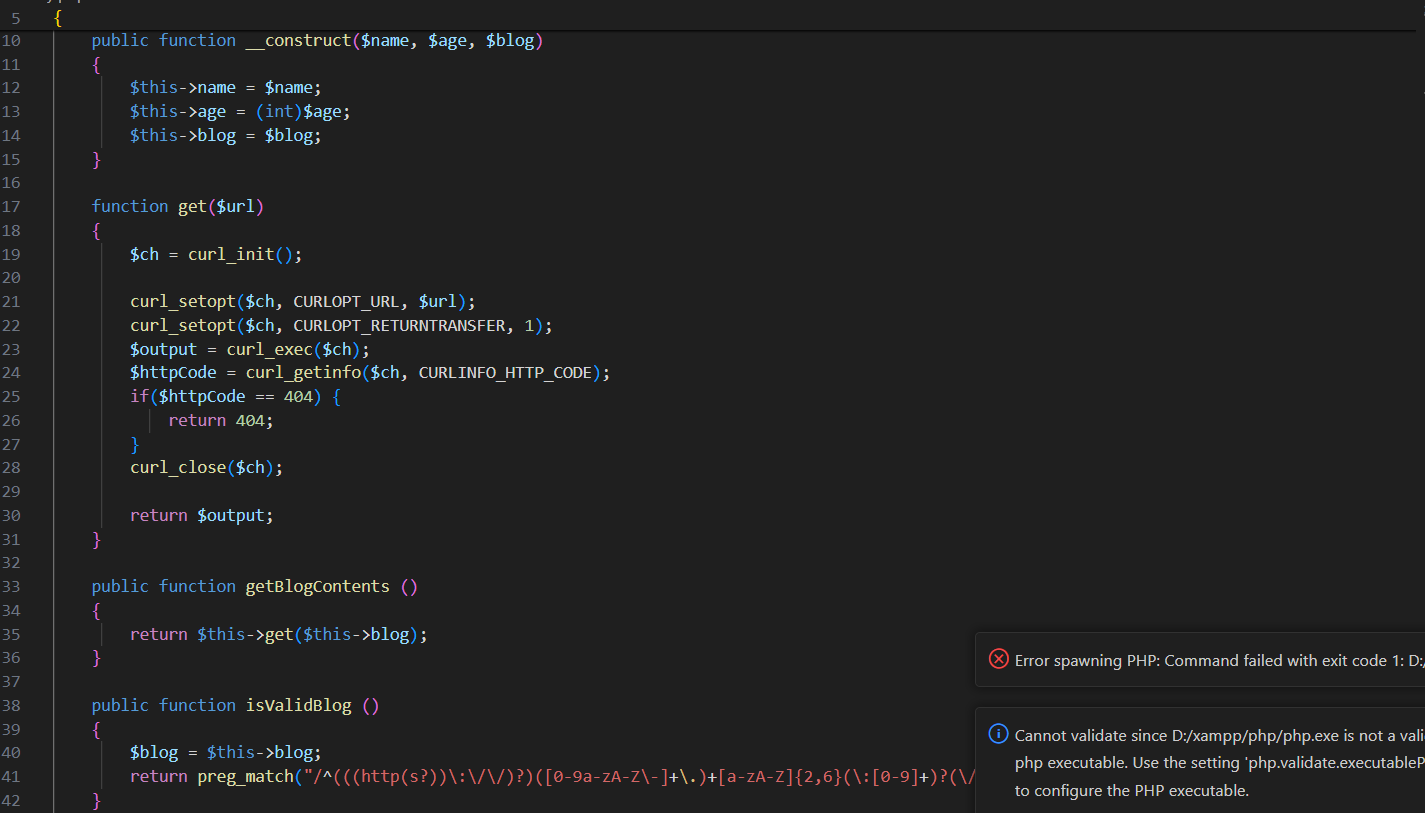 5 {
10 public function __construct($name, $age, $blog)
11 {
12 $this->name = $name;
13 $this->age = (int)$age;
14 $this->blog = $blog;
15 }
16
17 function get($url)
18 {
19 $ch = curl_init();
20
21 curl_setopt($ch, CURLOPT_URL, $url);
22 curl_setopt($ch, CURLOPT_RETURNTRANSFER, 1);
23 $output = curl_exec($ch);
24 $httpCode = curl_getinfo($ch, CURLINFO_HTTP_CODE);
25 if($httpCode == 404) {
26 return 404;
27 }
28 curl_close($ch);
29
30 return $output;
31 }
32
33 public function getBlogContents ()
34 {
35 return $this->get($this->blog);
36 }
37
38 public function isValidBlog ()
39 {
40 $blog = $this->blog;
41 return preg_match("/^(((http(s?))\:\/\/)?)([0-9a-zA-Z\-]+\.)+[a-zA-Z]{2,6}(\:[0-9]+)?(\/
42 }
Error spawning PHP: Command failed with exit code 1: D:/
Cannot validate since D:/xampp/php/php.exe is not a vali
php executable. Use the setting 'php.validate.executableP
to configure the PHP executable.